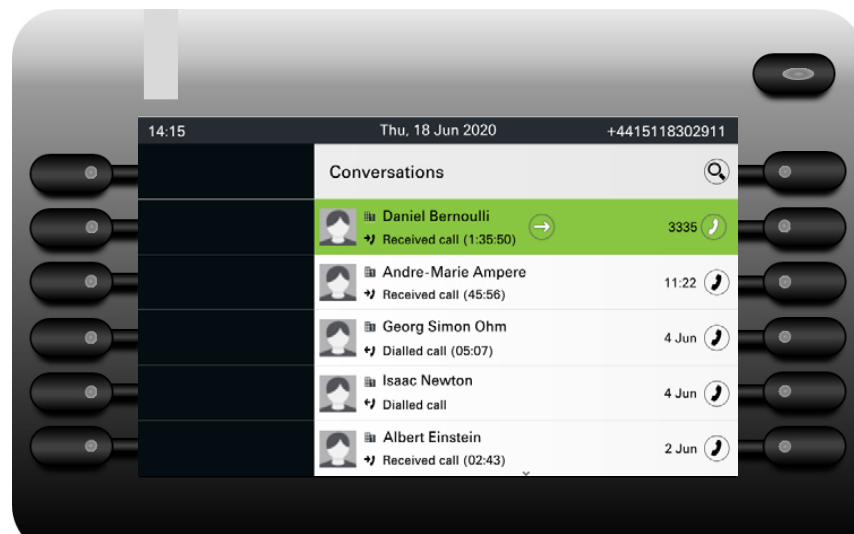 14:15 Thu, 18 Jun 2020 +4415118302911
Conversations
Daniel Bernoulli
Received call (1:35:50) 3335
Andre-Marie Ampere
Received call (45:56) 11:22
Georg Simon Ohm
Dialled call (05:07) 4 Jun
Isaac Newton
Dialled call 4 Jun
Albert Einstein
Received call (02:43) 2 Jun